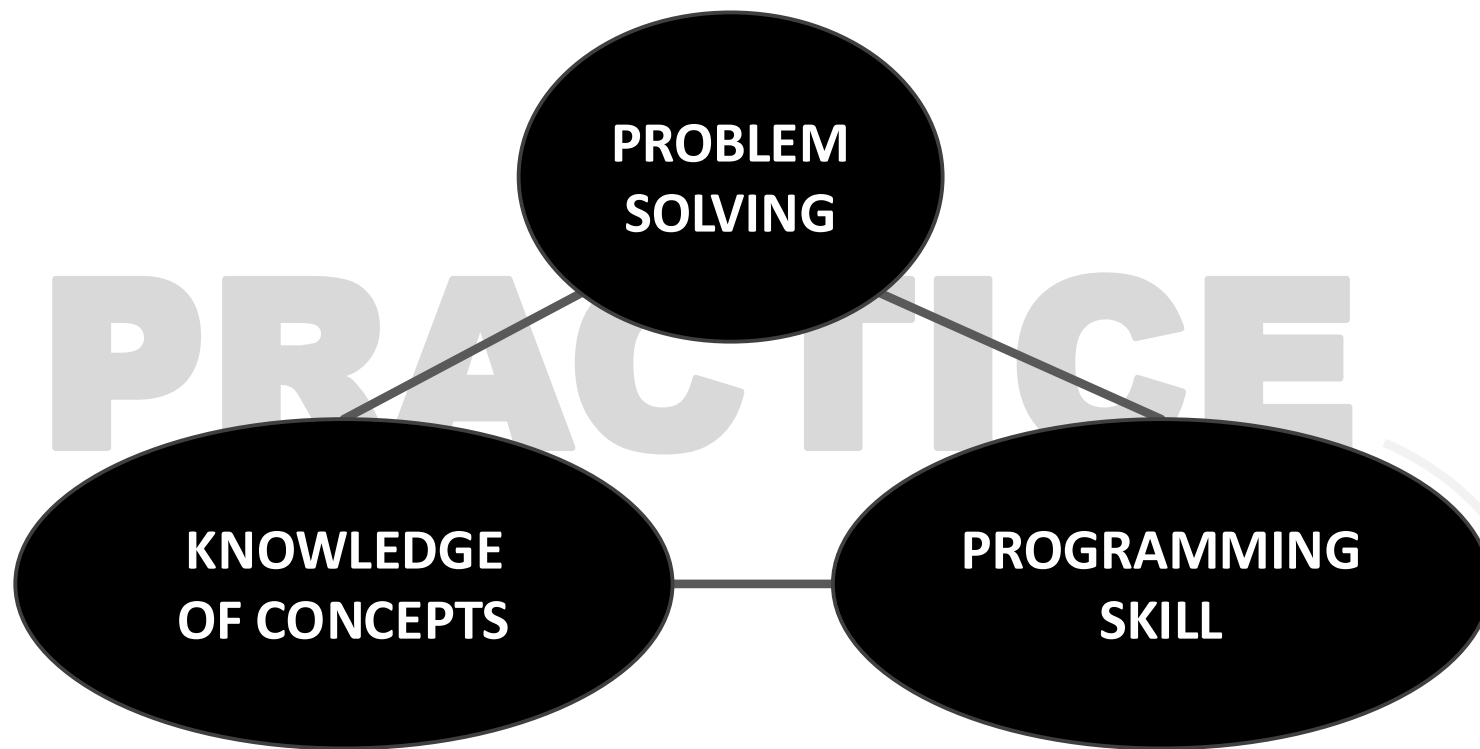 PROBLEM
SOLVING
PRACTICE
KNOWLEDGE
OF CONCEPTS
PROGRAMMING
SKILL